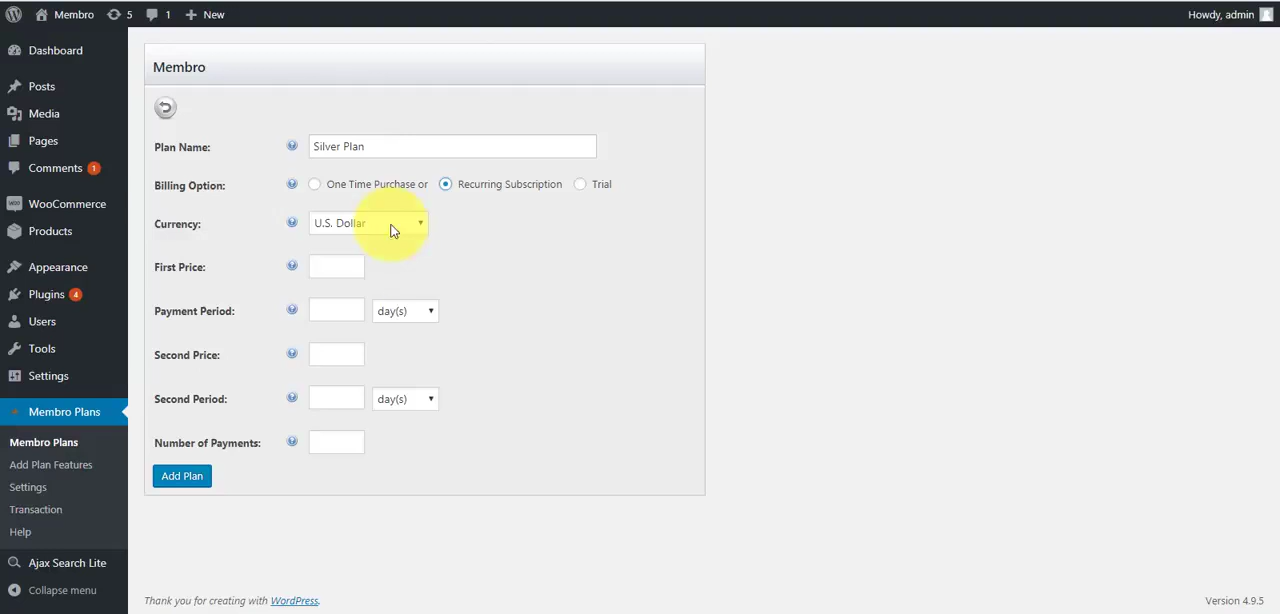 Membro 5 1 New Howdy, admin
Dashboard
Posts
Media
Pages
Comments 1
WooCommerce
Products
Appearance
Plugins 4
Users
Tools
Settings
Membro Plans
Membro Plans
Add Plan Features
Settings
Transaction
Help
Ajax Search Lite
Collapse menu
Membro
Plan Name: Silver Plan
Billing Option: One Time Purchase or Recurring Subscription Trial
Currency: U.S. Dollar
First Price:
Payment Period: day(s)
Second Price:
Second Period: day(s)
Number of Payments:
Add Plan
Thank you for creating with WordPress. Version 4.9.5